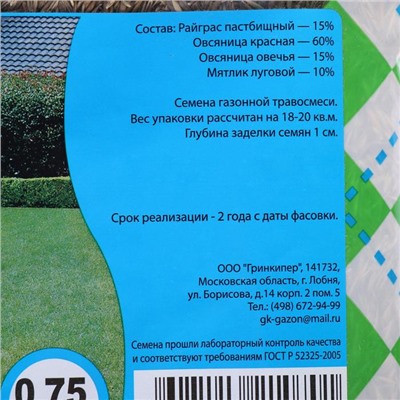 Состав: Райграс пастбищный — 15%
Овсяница красная — 60%
Овсяница овечья — 15%
Мятлик луговой — 10%
Семена газонной травосмеси.
Вес упаковки рассчитан на 18-20 кв.м.
Глубина заделки семян 1 см.
Срок реализации - 2 года с даты фасовки.
ООО "Гринкипер", 141732,
Московская область, г. Лобня,
ул. Борисова, д.14 корп. 2 пом. 5
Тел.: (498) 672-94-99
gk-gazon@mail.ru
Семена прошли лабораторный контроль качества
и соответствуют требованиям ГОСТ Р 52325-2005
0,75